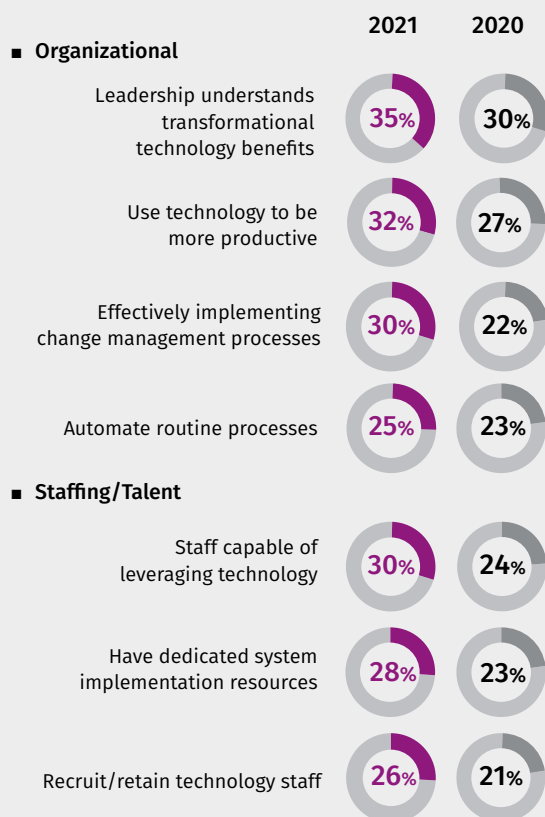 2021 2020
■ Organizational
Leadership understands
transformational
technology benefits
35% 30%
Use technology to be
more productive
32% 27%
Effectively implementing
change management processes
30% 22%
Automate routine processes
25% 23%
■ Staffing/Talent
Staff capable of
leveraging technology
30% 24%
Have dedicated system
implementation resources
28% 23%
Recruit/retain technology staff
26% 21%